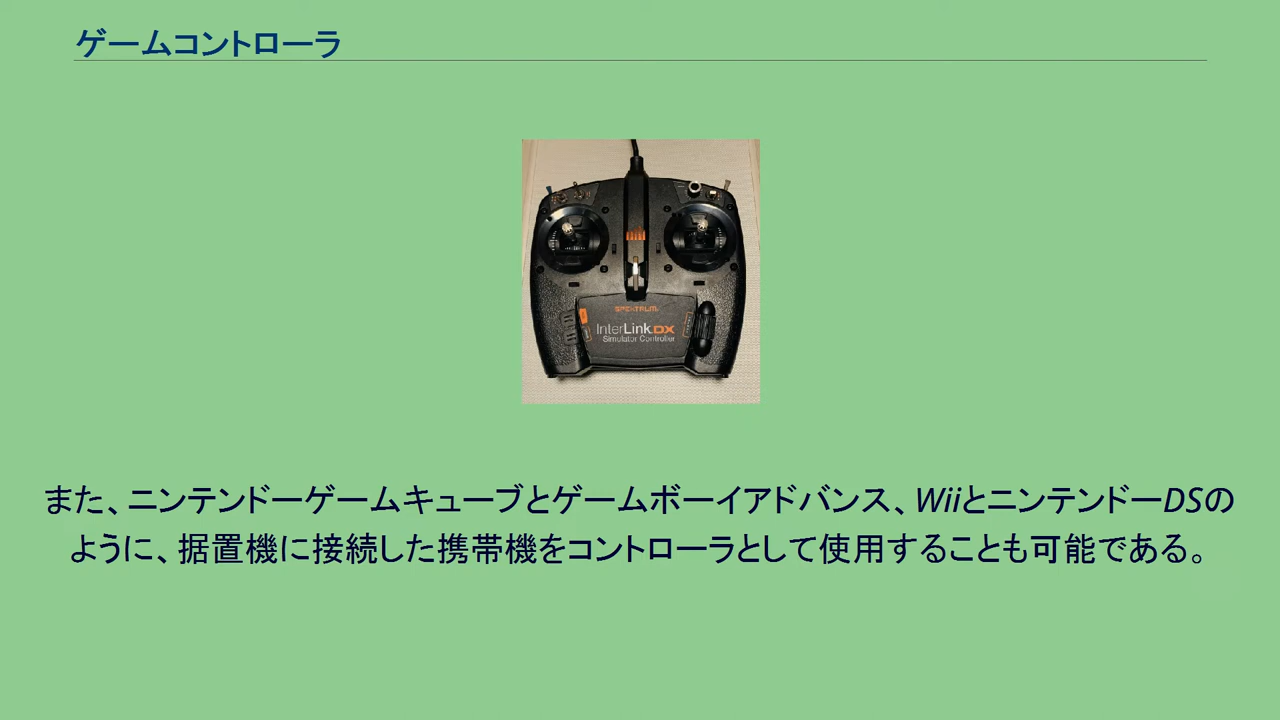 ゲームコントローラ
SPEKTRUM
InterLink DX
Simulator Controller
また、ニンテンドーゲームキューブとゲームボーイアドバンス、WiiとニンテンドーDSの
ように、据置機に接続した携帯機をコントローラとして使用することも可能である。